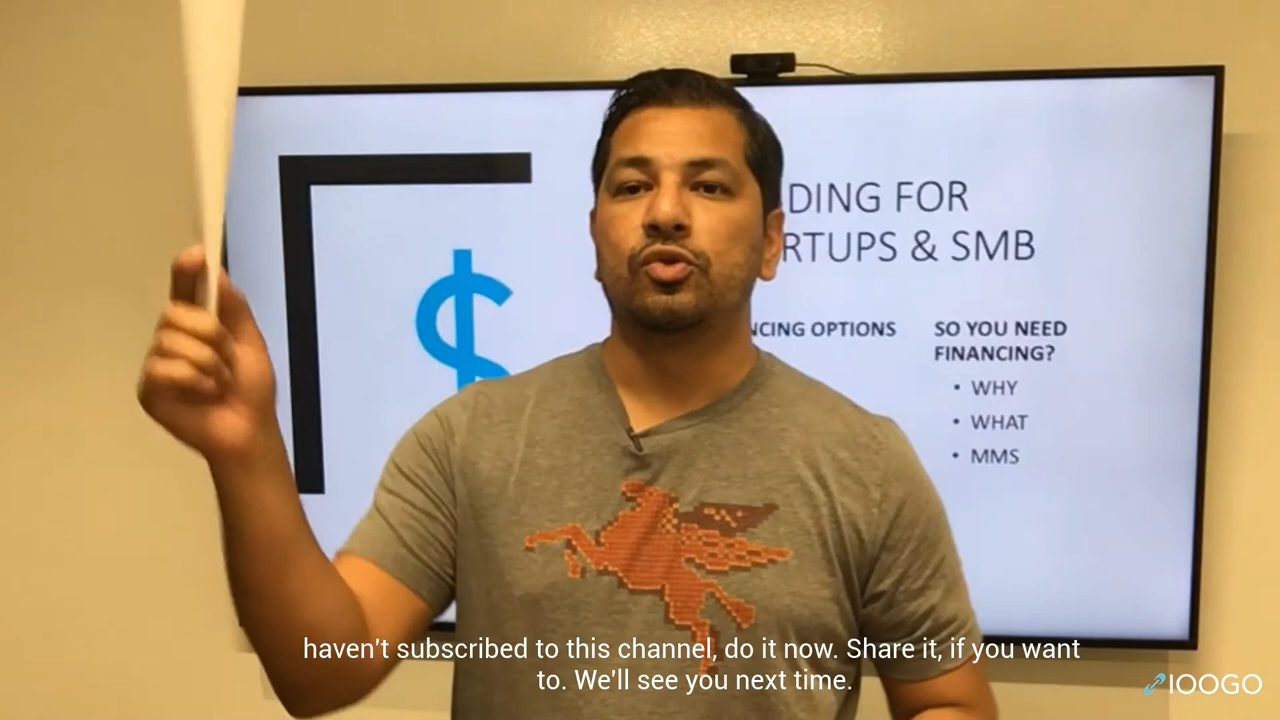 DING FOR
RTUPS & SMB
NCING OPTIONS
SO YOU NEED
FINANCING?
• WHY
• WHAT
• MMS
haven't subscribed to this channel, do it now. Share it, if you want
to. We'll see you next time.
IOOGO